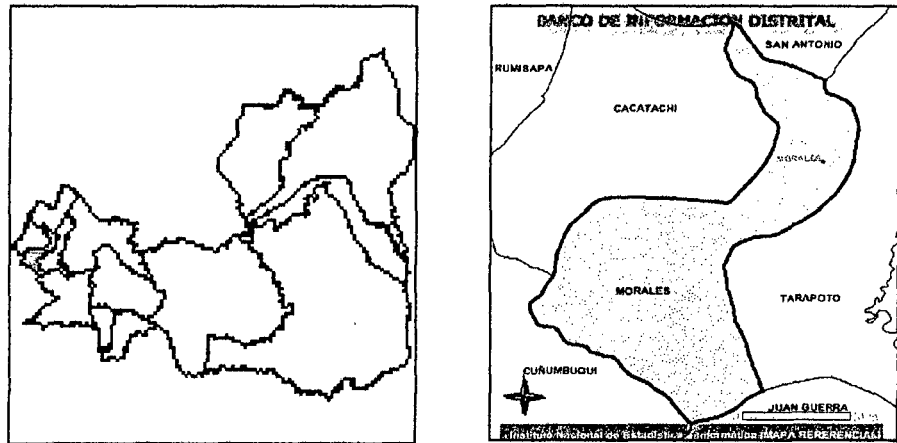 BANCO DE INFORMACION DISTRITAL
SAN ANTONIO
RUMISAPA
CACATACHI
MORALES
MORALES
TARAPOTO
CUÑUMBUQUI
JUAN GUERRA
Instituto Nacional de Estadística e Informática (MAPA REFERENCIAL)